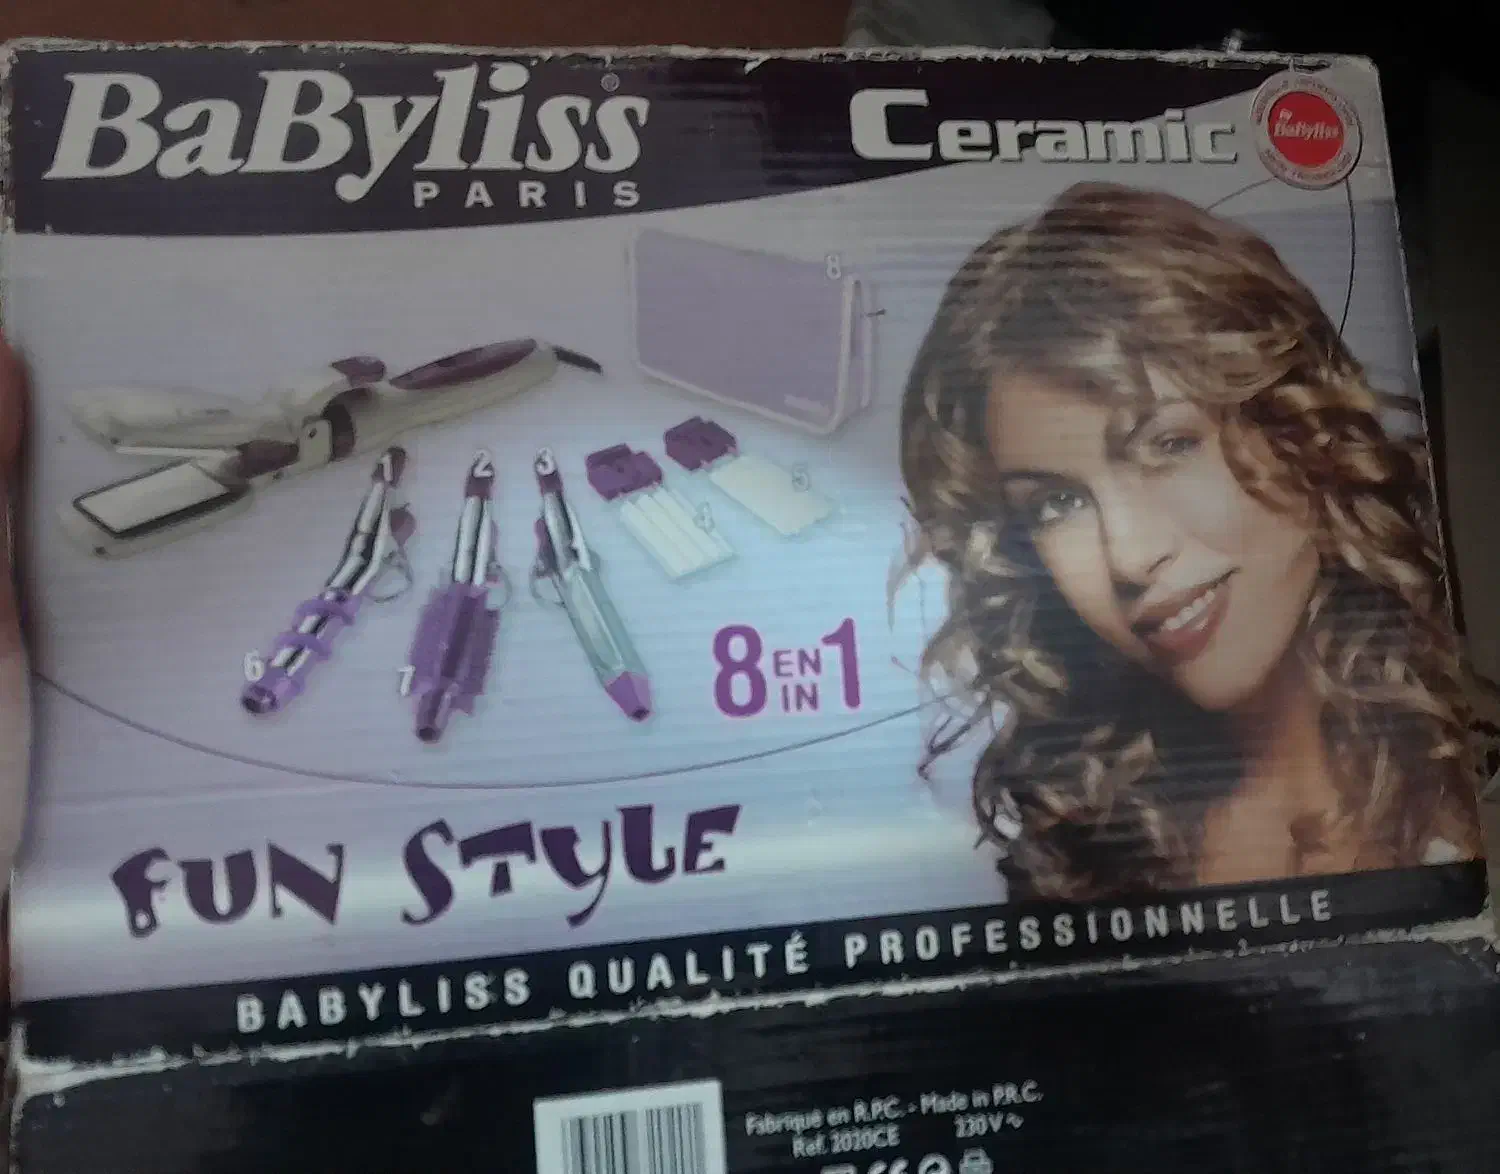 BaByliss®
PARIS
Ceramic
BaByliss
8
1
2
3
4
5
6
7
8 EN IN 1
FUN STYLE
BABYLISS QUALITÉ PROFESSIONNELLE
Fabriqué en R.P.C. - Made in P.R.C.
Ref. 2020CE 230V~